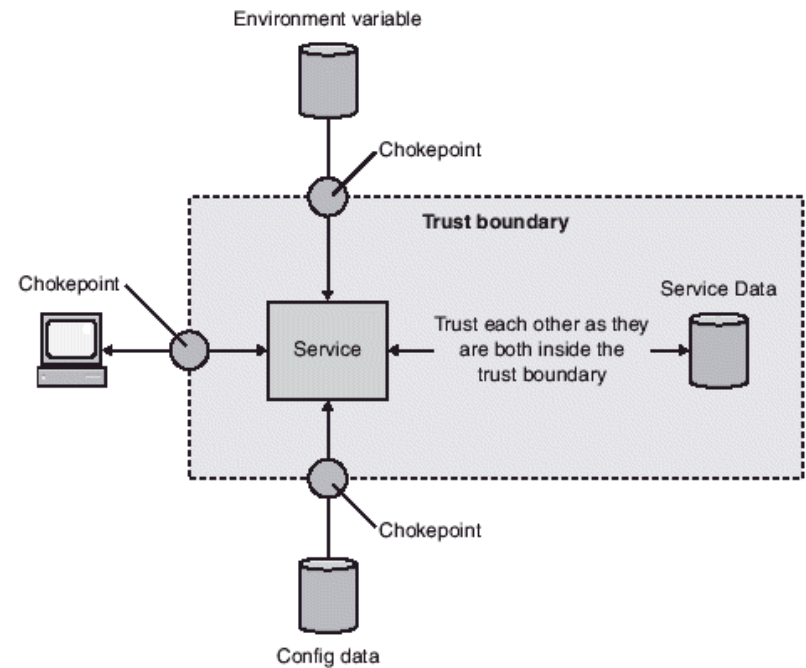 Environment variable
Chokepoint
Trust boundary
Chokepoint
Service Data
Service
Trust each other as they
are both inside the
trust boundary
Chokepoint
Config data